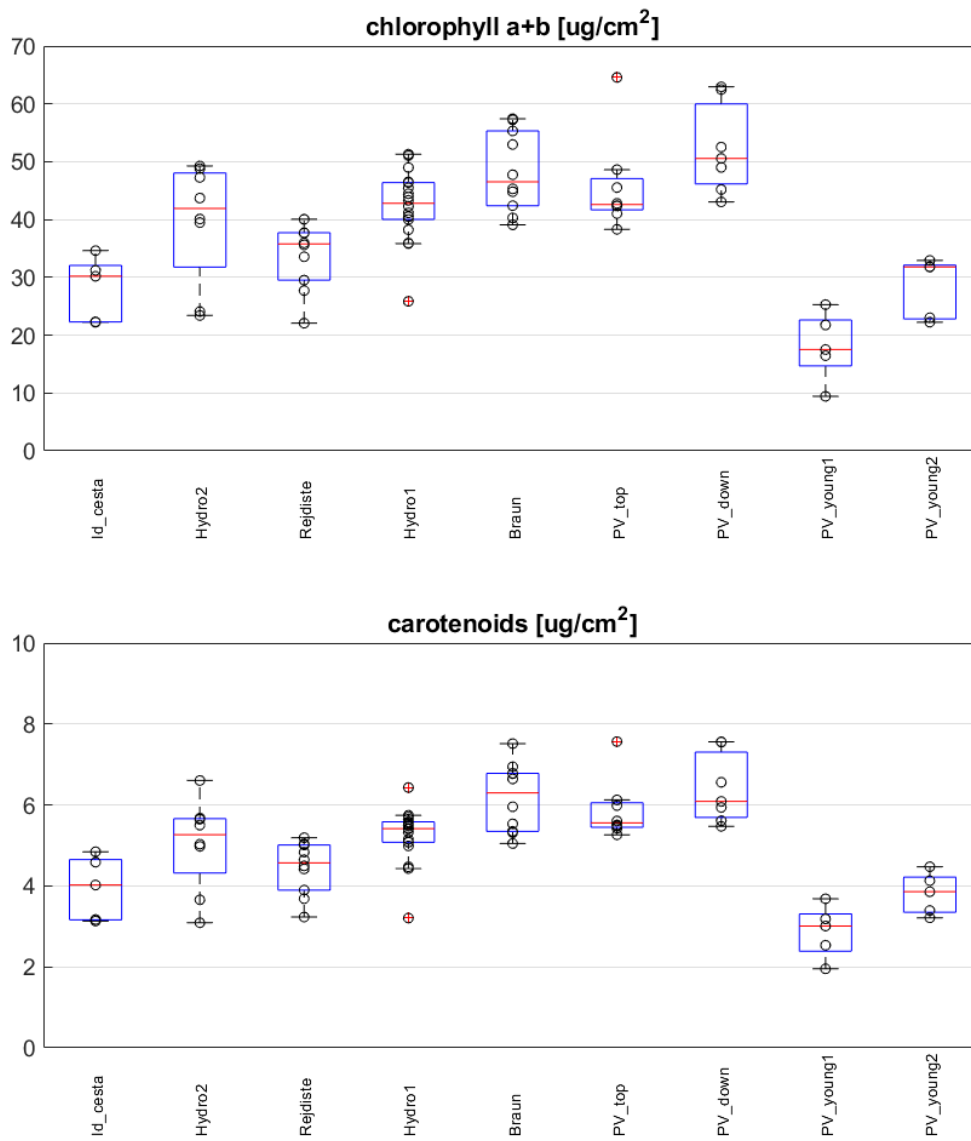 chlorophyll a+b [ug/cm²]
70
60
50
40
30
20
10
0
Id_cesta
Hydro2
Rejdiste
Hydro1
Braun
PV_top
PV_down
PV_young1
PV_young2
carotenoids [ug/cm²]
10
8
6
4
2
0
Id_cesta
Hydro2
Rejdiste
Hydro1
Braun
PV_top
PV_down
PV_young1
PV_young2